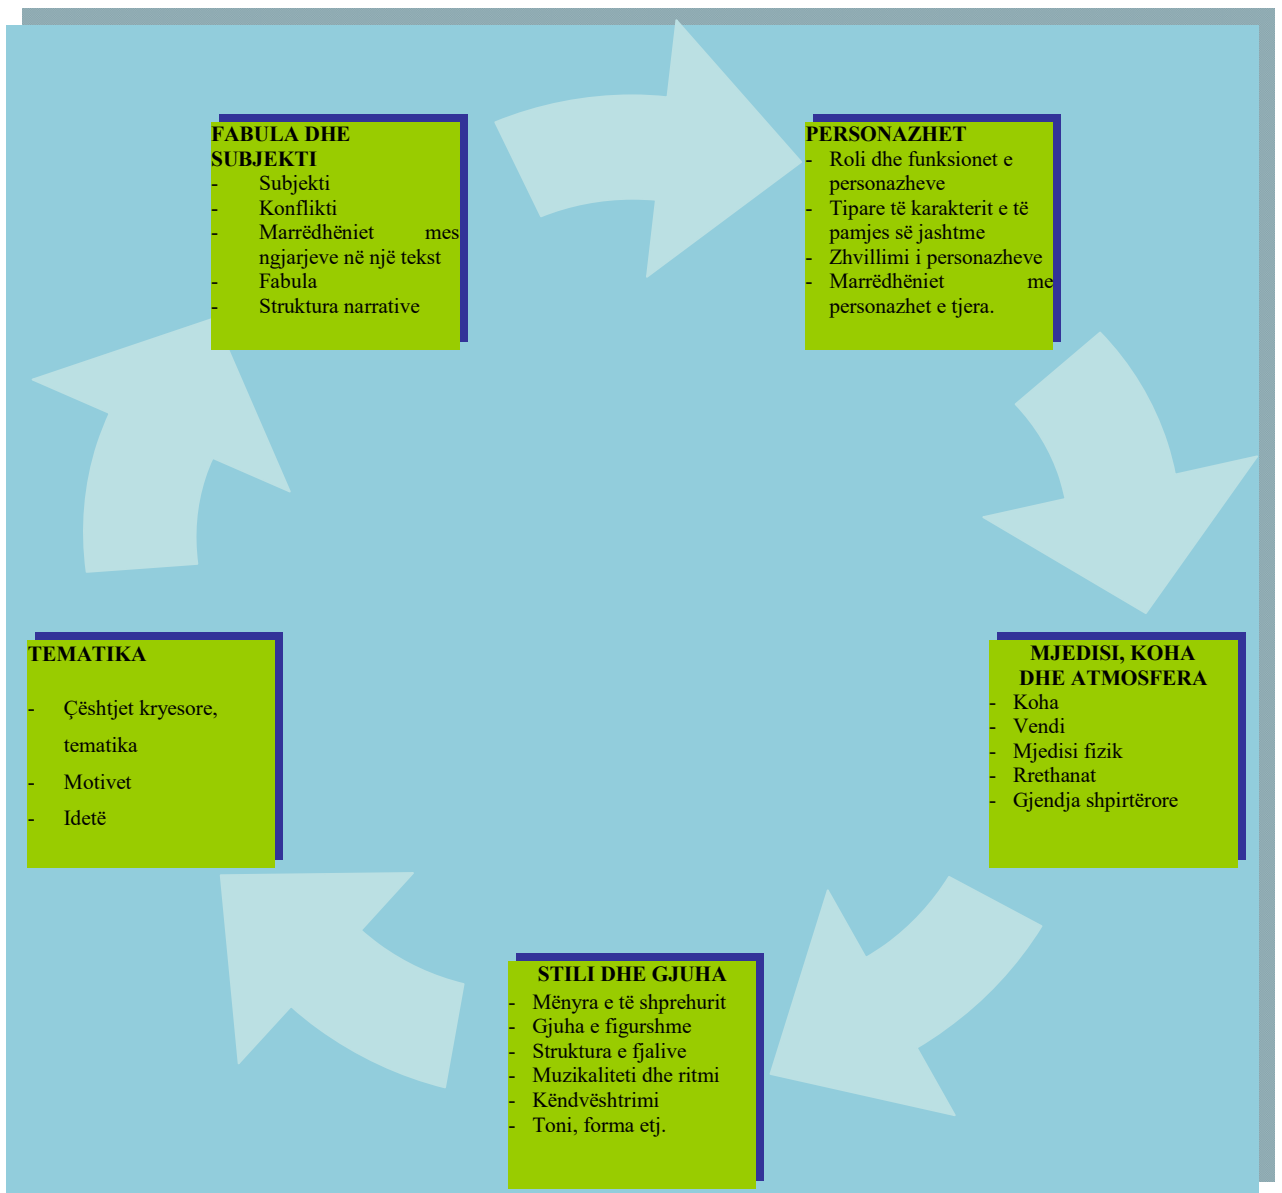 FABULA DHE
SUBJEKTI
- Subjekti
- Konflikti
- Marrëdhëniet mes
ngjarjeve në një tekst
- Fabula
- Struktura narrative
PERSONAZHET
- Roli dhe funksionet e
personazheve
- Tipare të karakterit e të
pamjes së jashtme
- Zhvillimi i personazheve
- Marrëdhëniet me
personazhet e tjera.
MJEDISI, KOHA
DHE ATMOSFERA
- Koha
- Vendi
- Mjedisi fizik
- Rrethanat
- Gjendja shpirtërore
STILI DHE GJUHA
- Mënyra e të shprehurit
- Gjuha e figurshme
- Struktura e fjalive
- Muzikaliteti dhe ritmi
- Këndvështrimi
- Toni, forma etj.
TEMATIKA
- Çështjet kryesore,
tematika
- Motivet
- Idetë